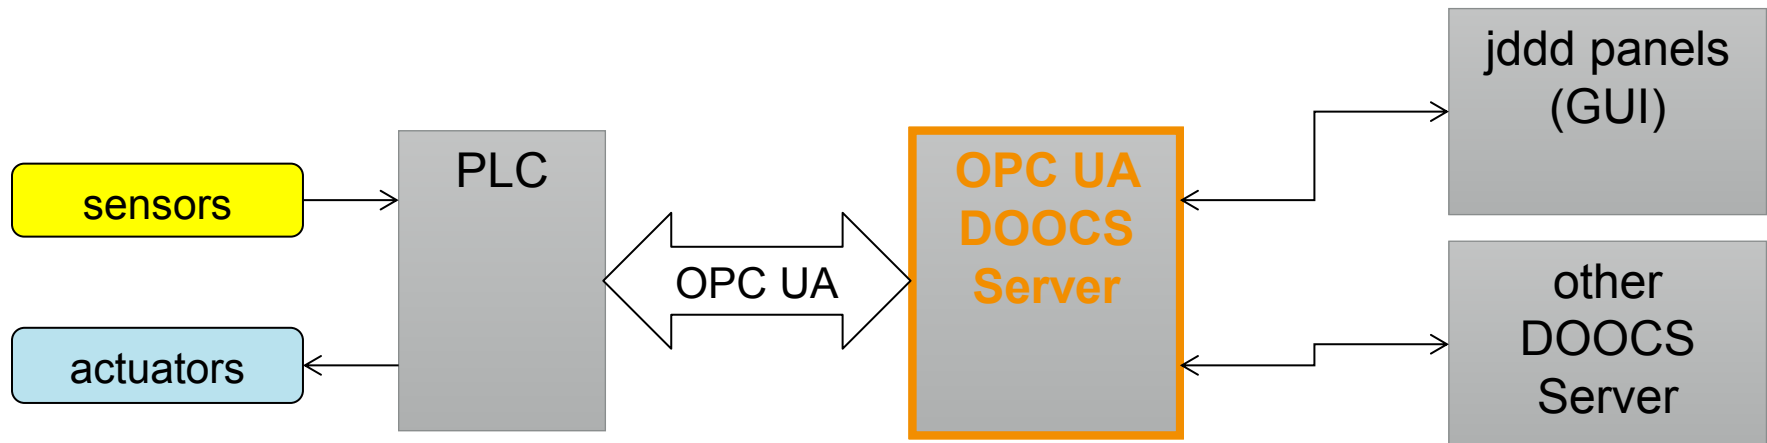 sensors
actuators
PLC
OPC UA
OPC UA
DOOCS
Server
jddd panels
(GUI)
other
DOOCS
Server